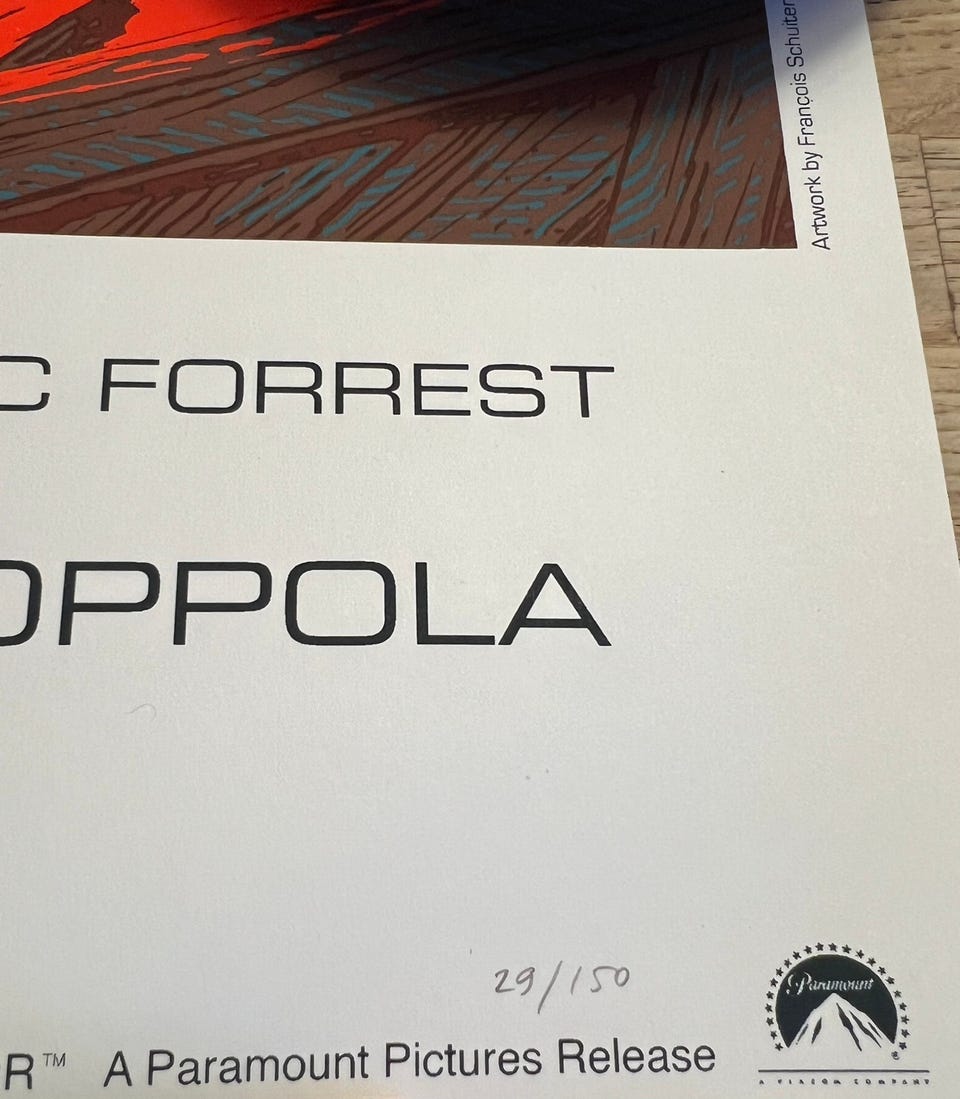 Artwork by François Schuiten
C FORREST
OPPOLA
29/150
R™ A Paramount Pictures Release
Paramount
®
A VIACOM COMPANY